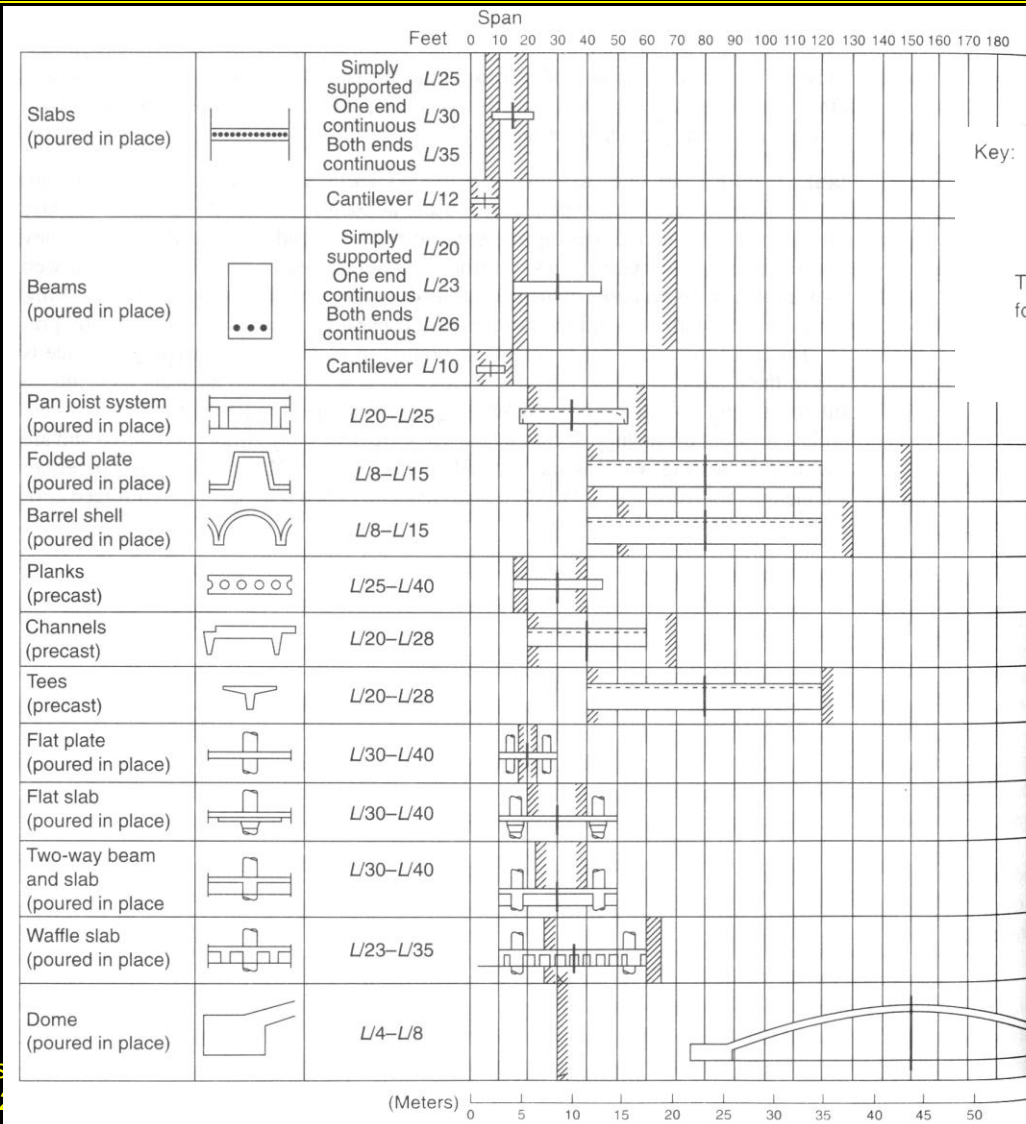 Span
Feet 0 10 20 30 40 50 60 70 80 90 100 110 120 130 140 150 160 170 180
Slabs
(poured in place)
Simply
supported L/25
One end
continuous L/30
Both ends
continuous L/35
Cantilever L/12
Key:
Beams
(poured in place)
Simply
supported L/20
One end
continuous L/23
Both ends
continuous L/26
Cantilever L/10
T
fo
Pan joist system
(poured in place)
L/20–L/25
Folded plate
(poured in place)
L/8–L/15
Barrel shell
(poured in place)
L/8–L/15
Planks
(precast)
L/25–L/40
Channels
(precast)
L/20–L/28
Tees
(precast)
L/20–L/28
Flat plate
(poured in place)
L/30–L/40
Flat slab
(poured in place)
L/30–L/40
Two-way beam
and slab
(poured in place
L/30–L/40
Waffle slab
(poured in place)
L/23–L/35
Dome
(poured in place)
L/4–L/8
(Meters) 0 5 10 15 20 25 30 35 40 45 50